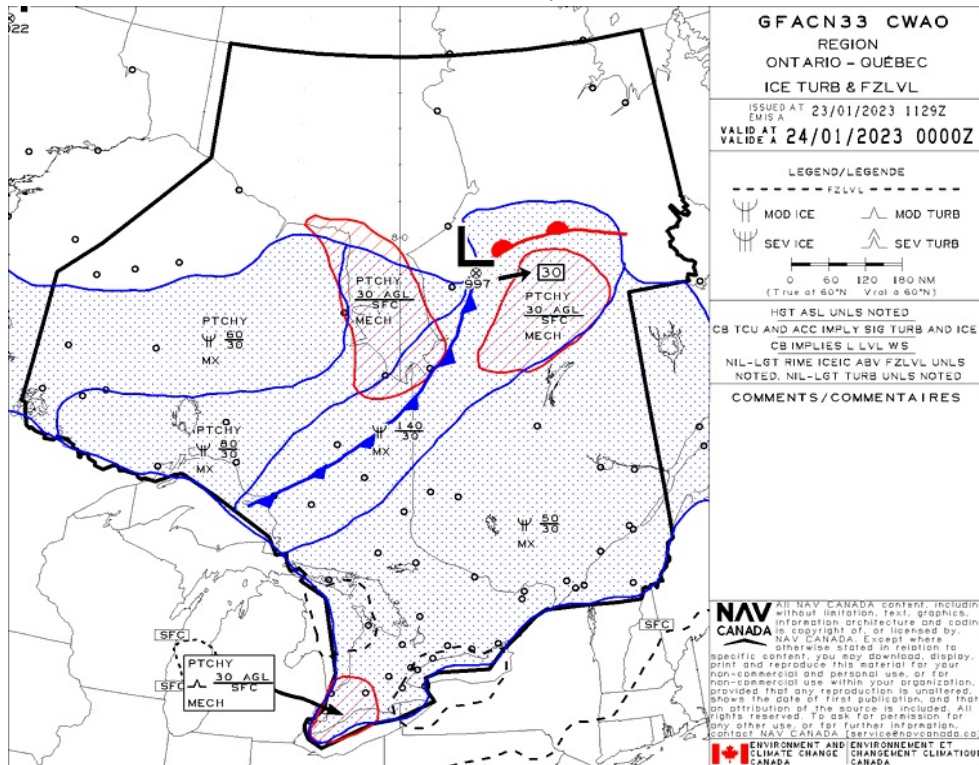 022
GFACN33 CWAO
REGION
ONTARIO – QUÉBEC
ICE TURB & FZLVL
ISSUED AT 23/01/2023 1129Z
ÉMIS A
VALID AT 24/01/2023 0000Z
VALIDE A
LEGEND/LÉGENDE
FZLVL
MOD ICE MOD TURB
SEV ICE SEV TURB
0 60 120 180 NM
(True at 60°N Vrai à 60°N)
HGT ASL UNLS NOTED
CB TCU AND ACC IMPLY SIG TURB AND ICE
CB IMPLIES L LVL WS
NIL-LGT RIME ICEIC ABV FZLVL UNLS
NOTED. NIL-LGT TURB UNLS NOTED
COMMENTS/COMMENTAIRES
80
L
997
30
PTCHY
30 AGL
SFC
MECH
PTCHY
30 AGL
SFC
MECH
PTCHY
60
30
MX
PTCHY
80
30
MX
140
30
MX
50
30
MX
SFC
SFC
SFC
PTCHY
30 AGL
SFC
MECH
NAV
CANADA
All NAV CANADA content, including
without limitation, text, graphics,
information architecture and coding
is copyright of, or licensed by,
NAV CANADA. Except where
otherwise stated in relation to
specific content, you may download, display,
print and reproduce this material for your
non-commercial and personal use, or for
non-commercial use within your organization,
provided that any reproduction is unaltered,
shows the date of first publication, and that
an attribution of the source is included. All
rights reserved. To ask for permission for
any other use, or for further information,
contact NAV CANADA [service@navcanada.ca]
ENVIRONMENT AND
CLIMATE CHANGE
CANADA
ENVIRONNEMENT ET
CHANGEMENT CLIMATIQUE
CANADA